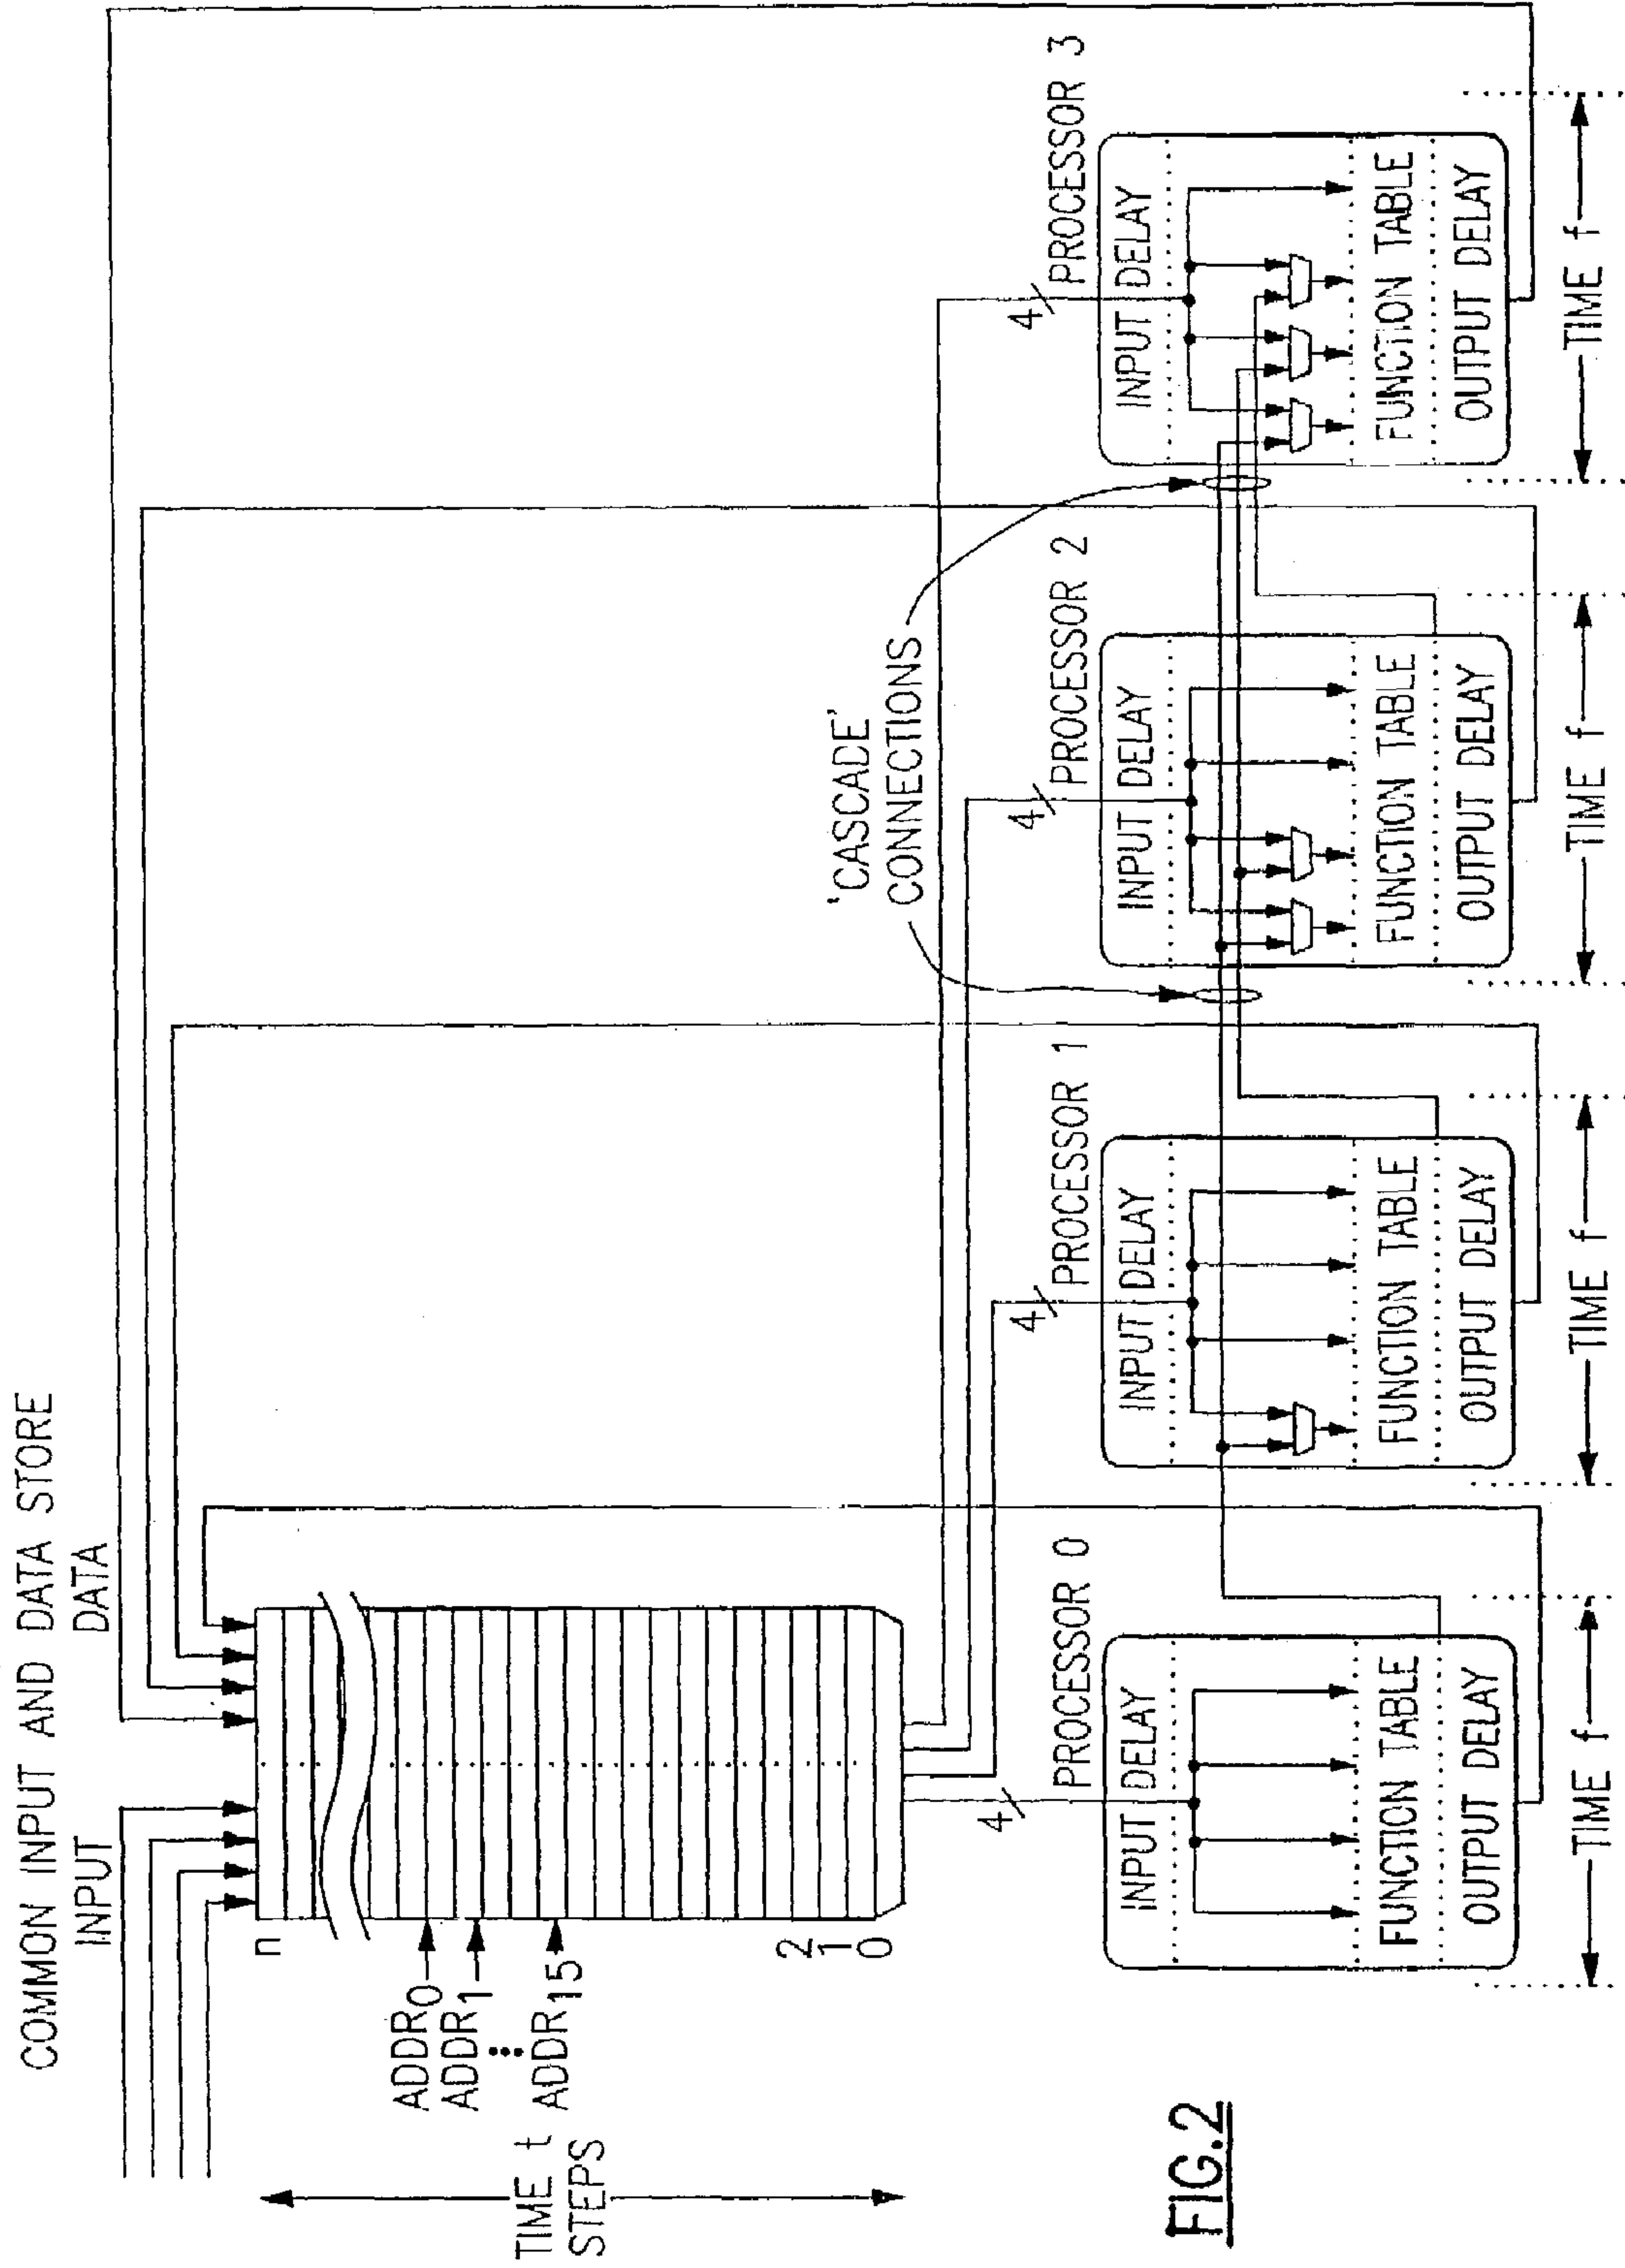 COMMON INPUT AND DATA STORE
INPUT
DATA
n
ADDR0
ADDR1
ADDR15
2
1
0
TIME t
STEPS
4
PROCESSOR 0
INPUT DELAY
FUNCTION TABLE
OUTPUT DELAY
TIME f
4
PROCESSOR 1
INPUT DELAY
FUNCTION TABLE
OUTPUT DELAY
TIME f
'CASCADE'
CONNECTIONS
4
PROCESSOR 2
INPUT DELAY
FUNCTION TABLE
OUTPUT DELAY
TIME f
4
PROCESSOR 3
INPUT DELAY
FUNCTION TABLE
OUTPUT DELAY
TIME f
FIG.2